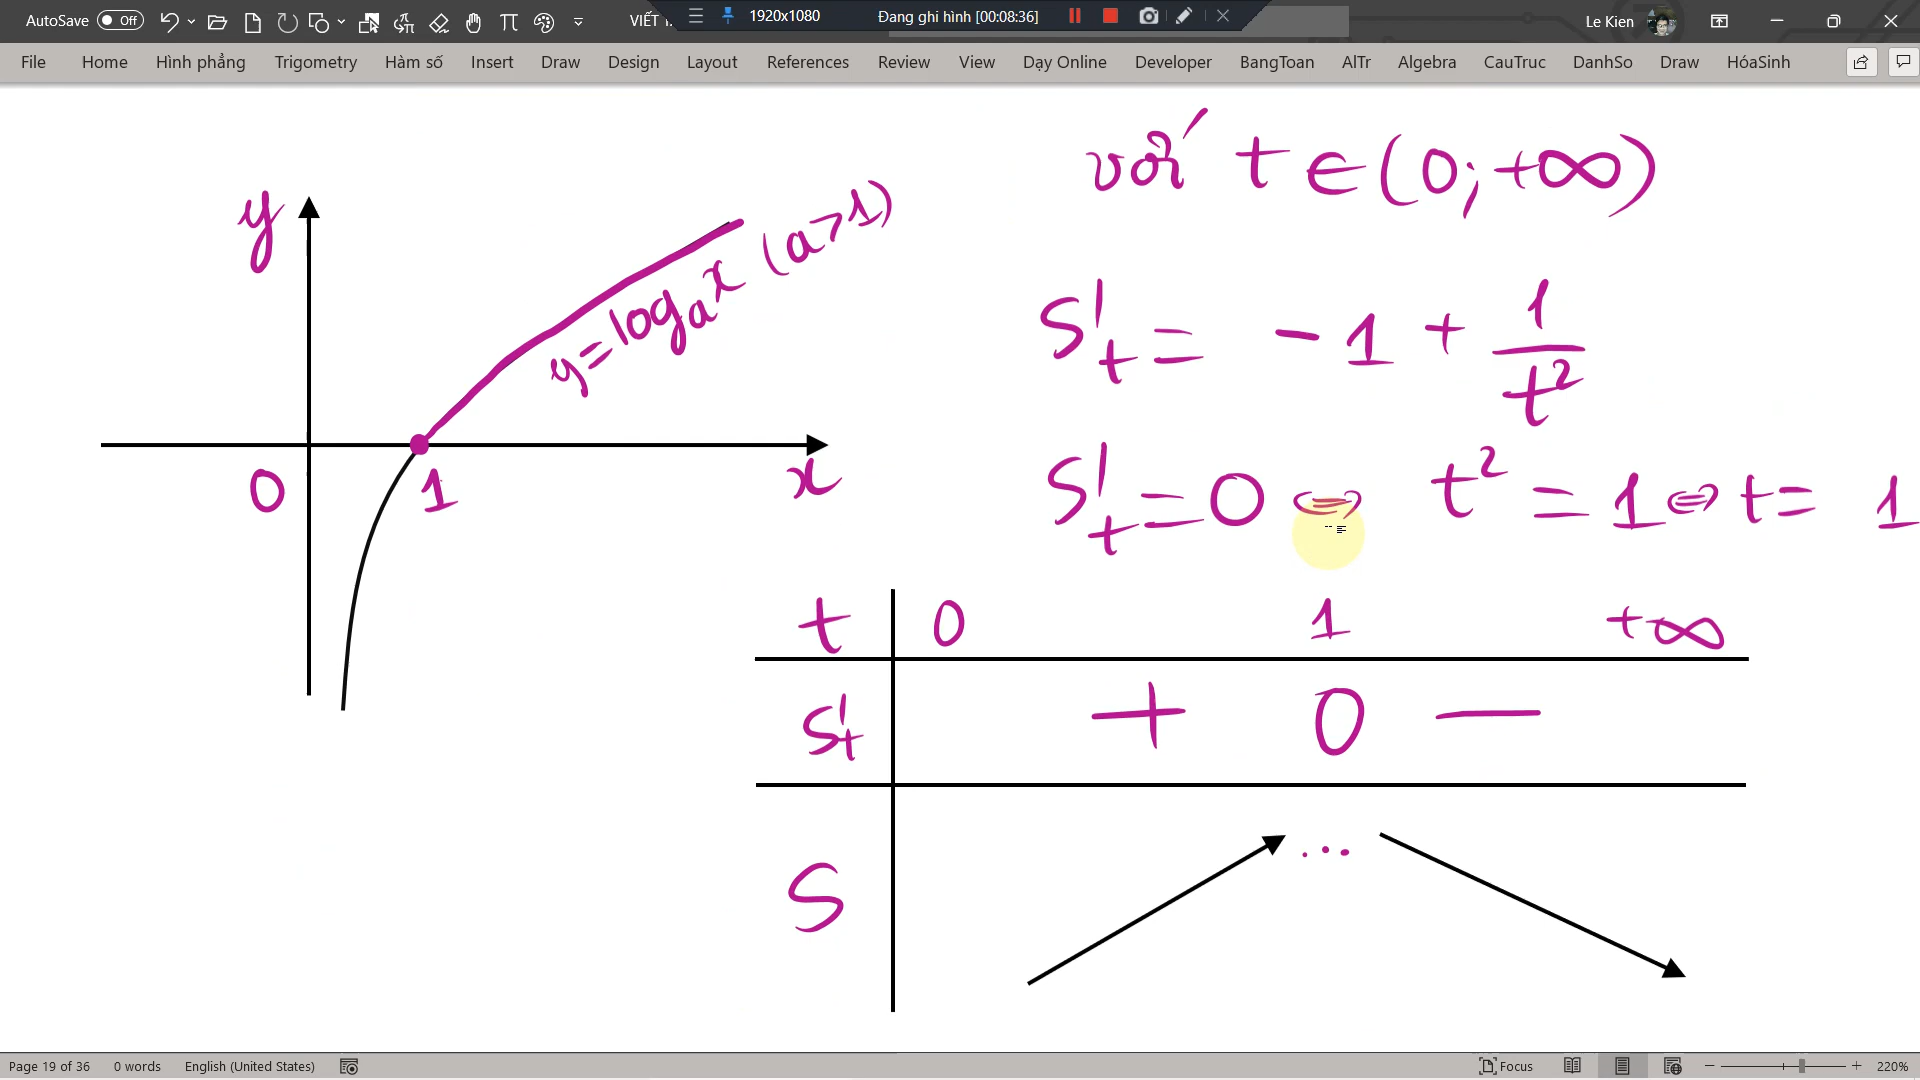 AutoSave Off VIẾT 1920x1080 Đang ghi hình [00:08:36] Le Kien
File Home Hình phẳng Trigometry Hàm số Insert Draw Design Layout References Review View Dạy Online Developer BangToan AlTr Algebra CauTruc DanhSo Draw HóaSinh
y
y = logₐx (a>1)
0 1 x
với t ∈ (0; +∞)
S'ₜ = -1 + 1/t²
S'ₜ = 0 ⇔ t² = 1 ⇔ t = 1
t 0 1 +∞
S'ₜ + 0 −
S ...
Page 19 of 36 0 words English (United States) Focus 220%